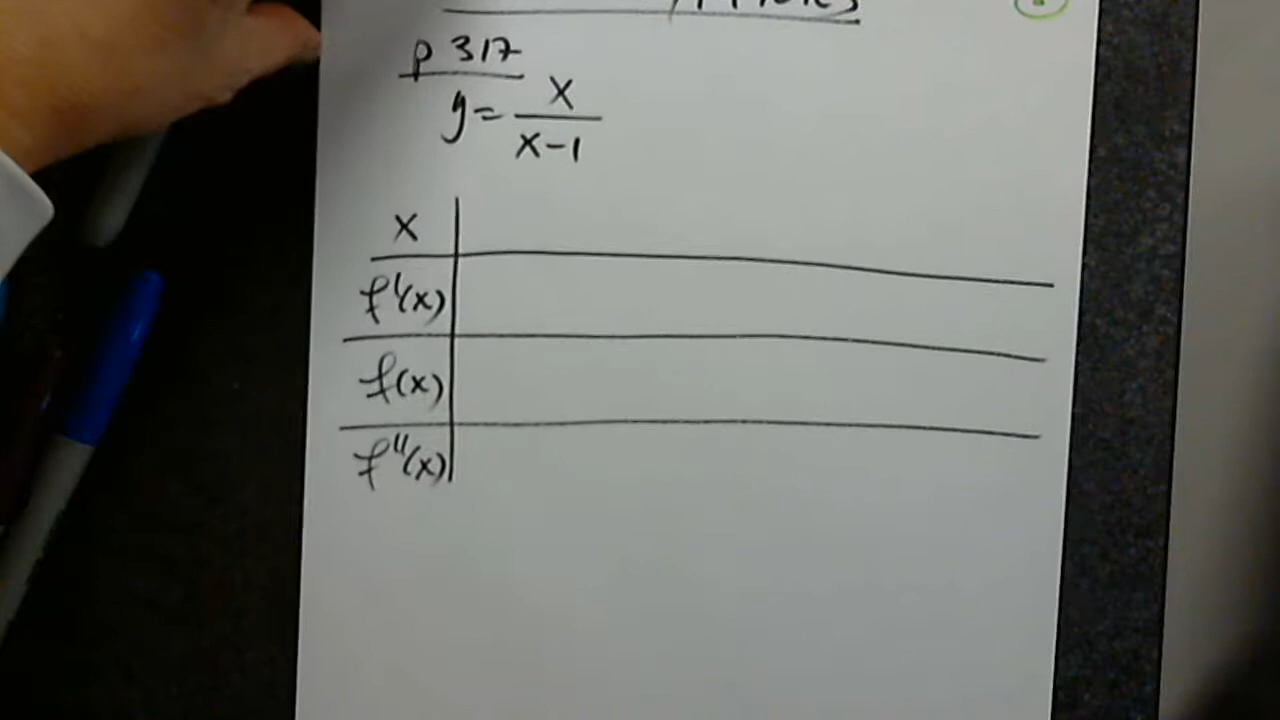 p 317
y = x / (x-1)
x
f'(x)
f(x)
f''(x)